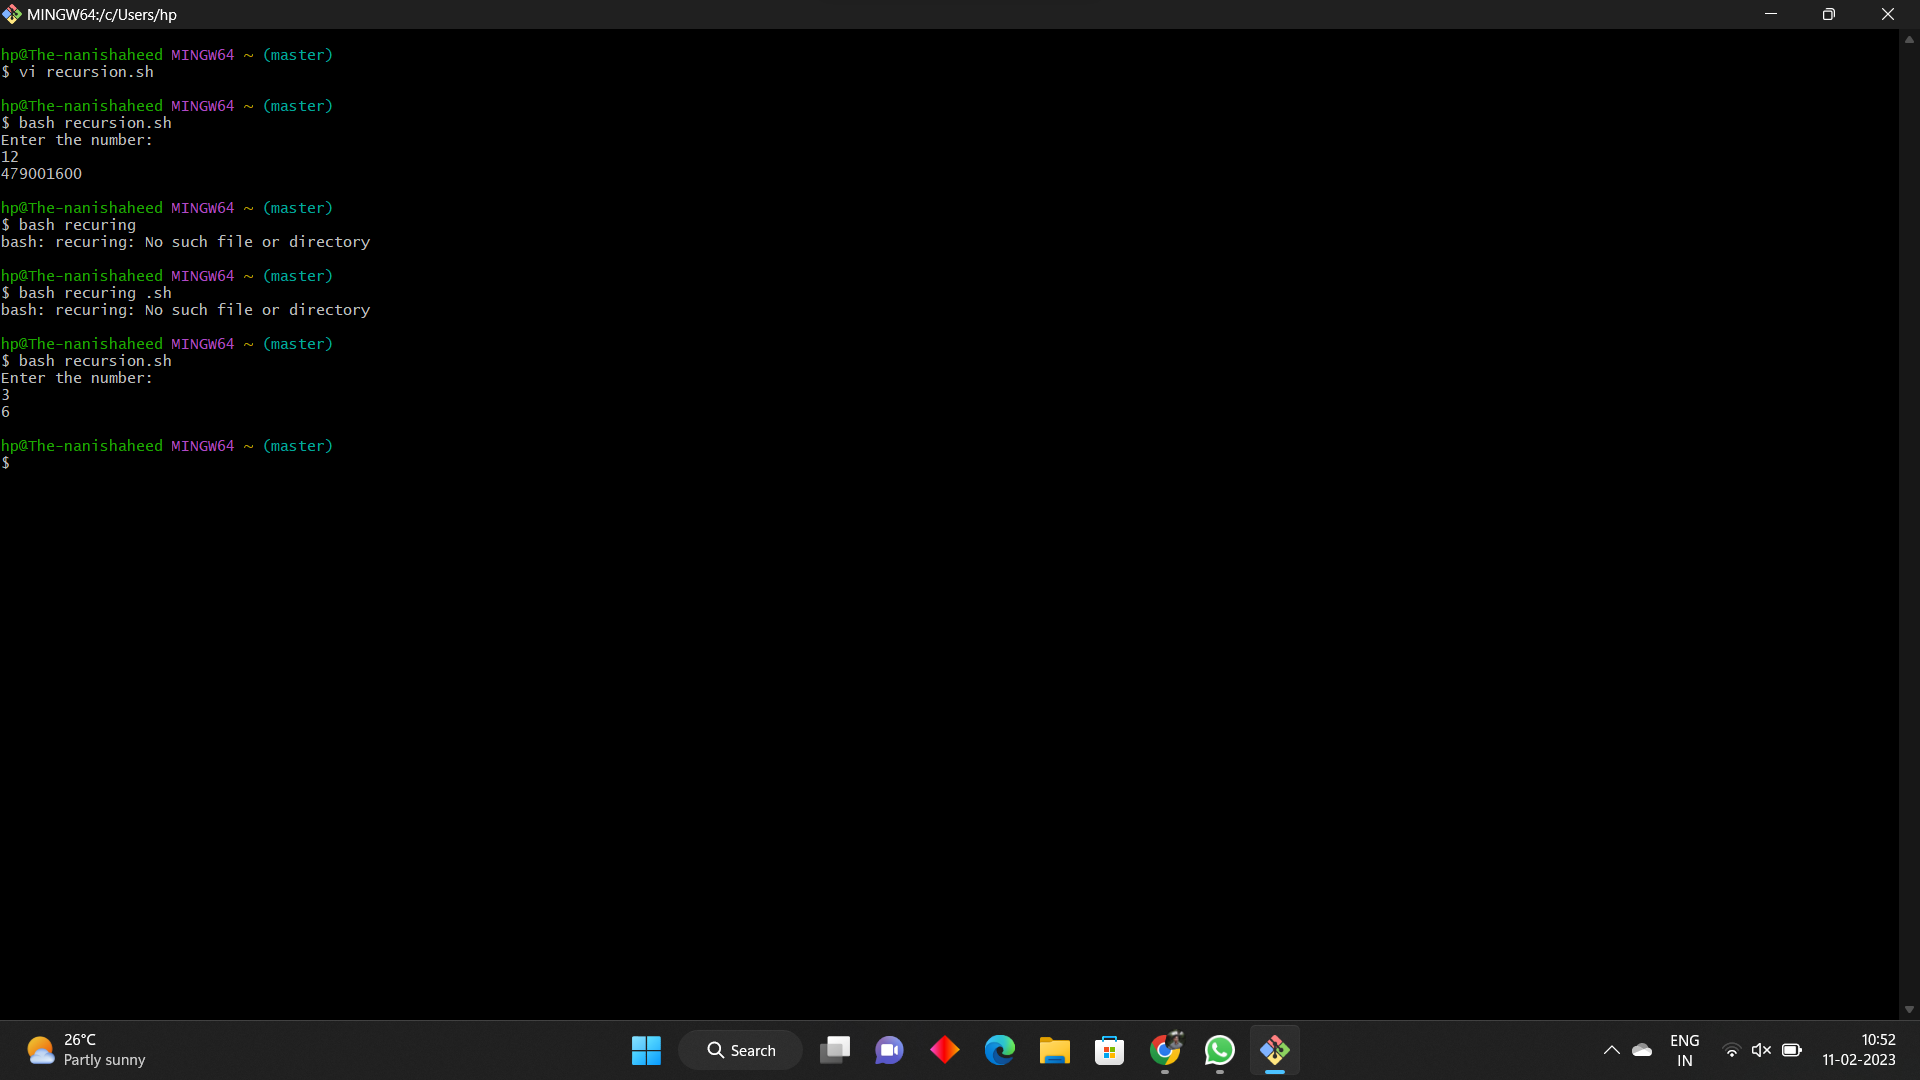 MINGW64:/c/Users/hp
hp@The-nanishaheed MINGW64 ~ (master)
$ vi recursion.sh
hp@The-nanishaheed MINGW64 ~ (master)
$ bash recursion.sh
Enter the number:
12
479001600
hp@The-nanishaheed MINGW64 ~ (master)
$ bash recuring
bash: recuring: No such file or directory
hp@The-nanishaheed MINGW64 ~ (master)
$ bash recuring .sh
bash: recuring: No such file or directory
hp@The-nanishaheed MINGW64 ~ (master)
$ bash recursion.sh
Enter the number:
3
6
hp@The-nanishaheed MINGW64 ~ (master)
$
26°C
Partly sunny
Search
ENG
IN
10:52
11-02-2023